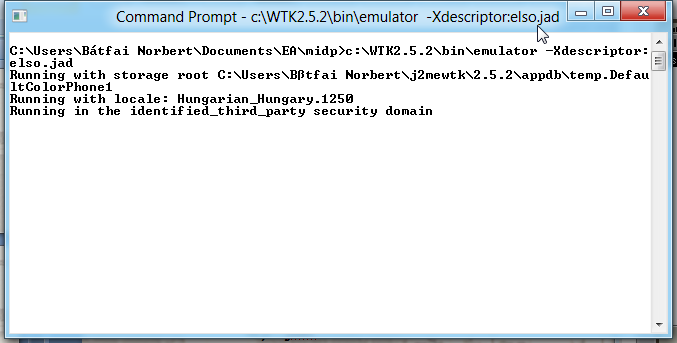 Command Prompt - c:\WTK2.5.2\bin\emulator -Xdescriptor:elso.jad
C:\Users\Bátfai Norbert\Documents\EA\midp>c:\WTK2.5.2\bin\emulator -Xdescriptor:
elso.jad
Running with storage root C:\Users\Bßtfai Norbert\j2mewtk\2.5.2\appdb\temp.Defau
ltColorPhone1
Running with locale: Hungarian_Hungary.1250
Running in the identified_third_party security domain